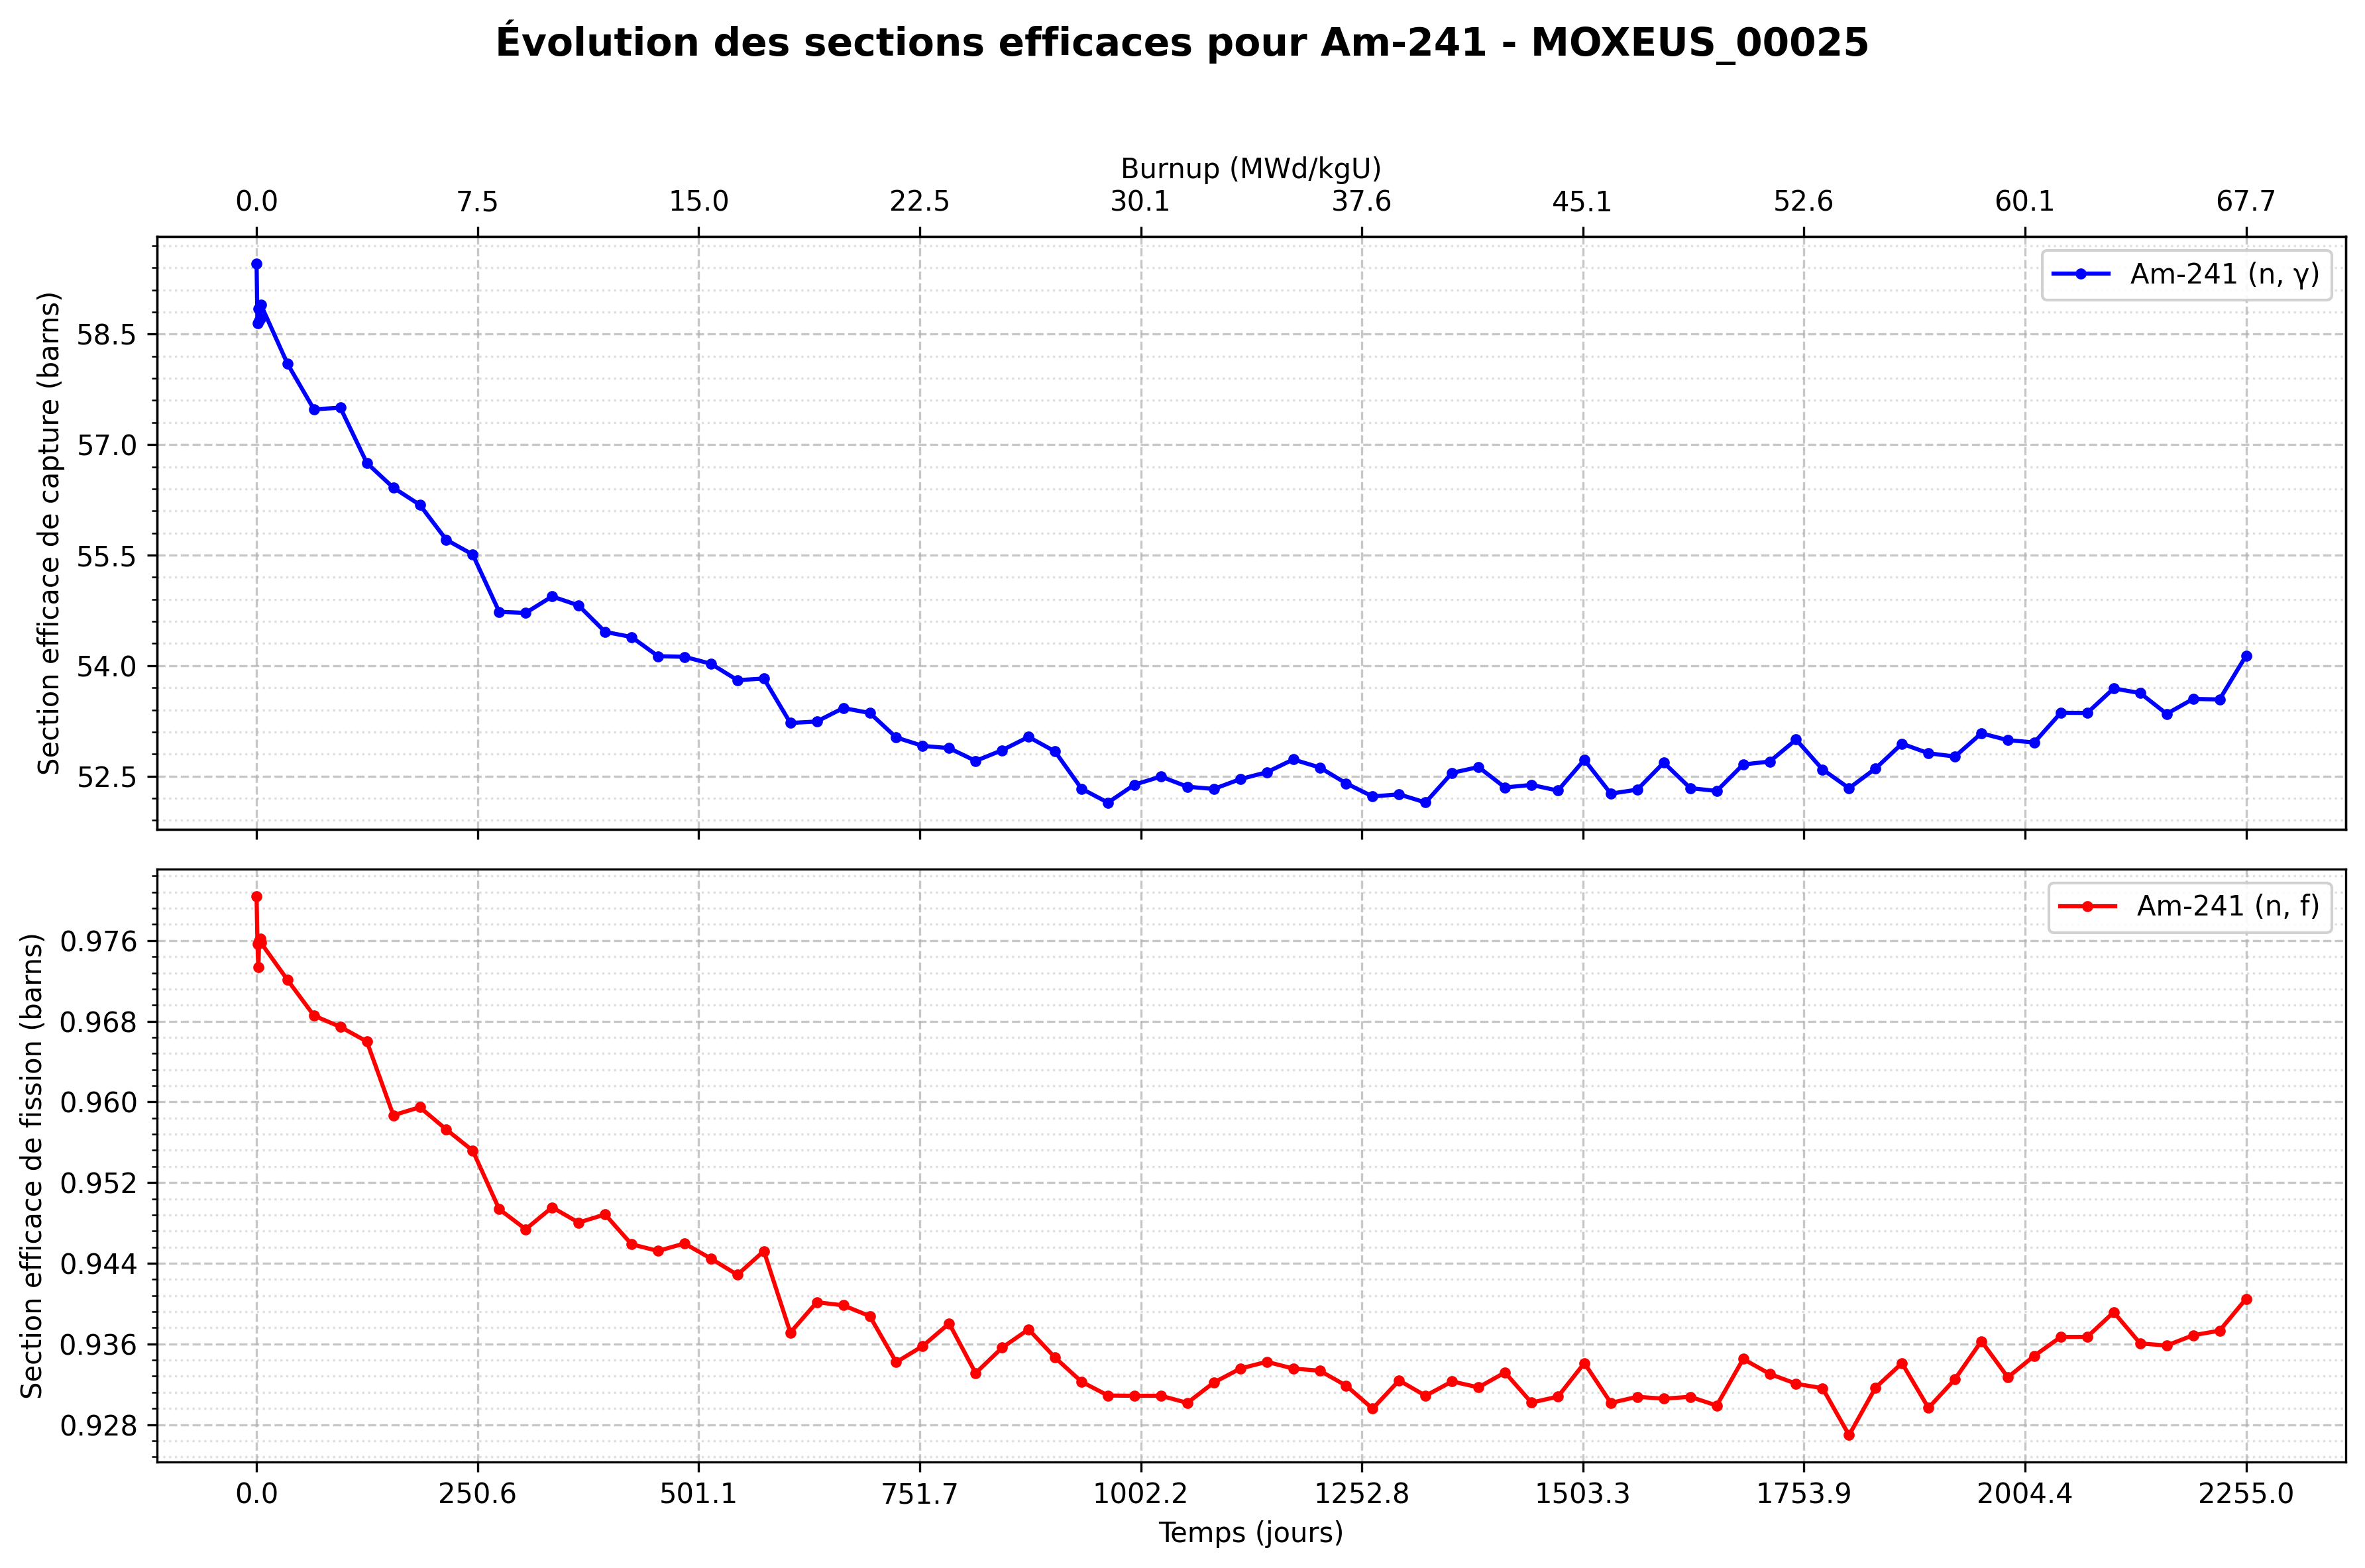 Évolution des sections efficaces pour Am-241 - MOXEUS_00025
Burnup (MWd/kgU)
0.0 7.5 15.0 22.5 30.1 37.6 45.1 52.6 60.1 67.7
Am-241 (n, γ)
Section efficace de capture (barns)
58.5
57.0
55.5
54.0
52.5
Am-241 (n, f)
Section efficace de fission (barns)
0.976
0.968
0.960
0.952
0.944
0.936
0.928
0.0 250.6 501.1 751.7 1002.2 1252.8 1503.3 1753.9 2004.4 2255.0
Temps (jours)